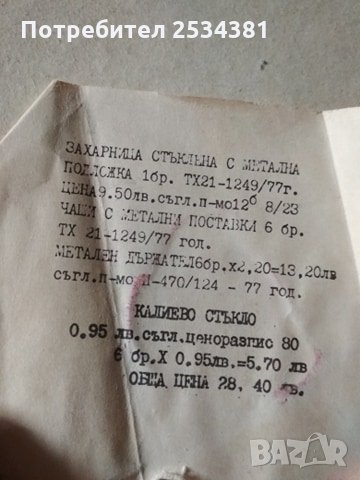 Потребител 2534381
ЗАХАРНИЦА СТЪКЛЕНА С МЕТАЛНА
ПОДЛОЖКА 1бр. ТХ21-1249/77г.
ЦЕНА9.50лв.съгл.п-мо12б 8/23
ЧАШИ С МЕТАЛНИ ПОСТАВКИ 6 бр.
ТХ 21-1249/77 год.
МЕТАЛЕН ДЪРЖАТЕЛ6бр.х2,20=13,20лв
съгл.п-мо П-470/124 - 77 год.
КАЛИЕВО СТЪКЛО
0.95 лв.съгл.ценоразпис 80
6 бр.Х 0.95лв.=5.70 лв
ОБЩА ЦЕНА 28, 40 лв.
BAZAR